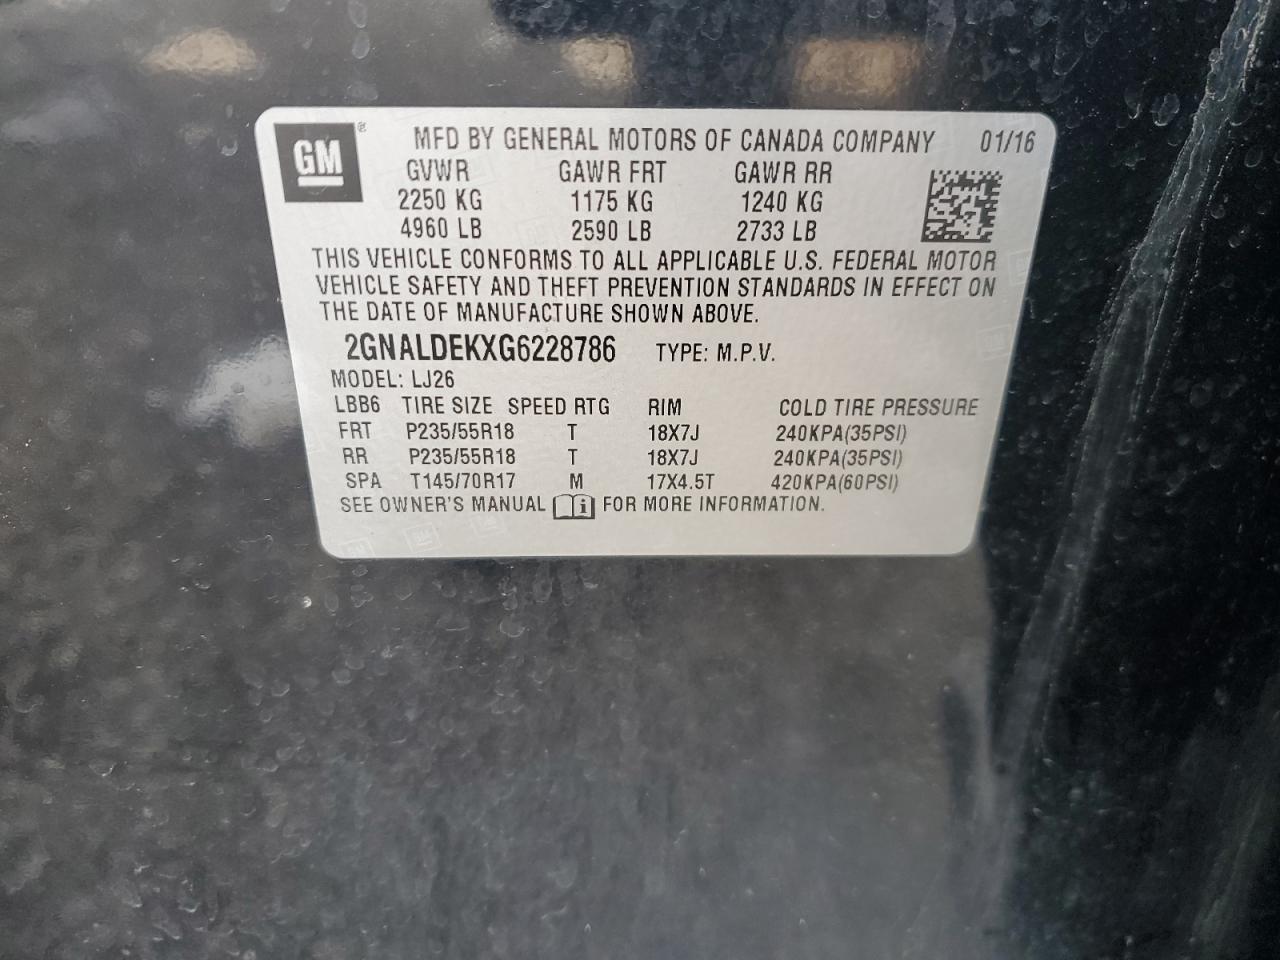 GM ® MFD BY GENERAL MOTORS OF CANADA COMPANY 01/16
GVWR GAWR FRT GAWR RR
2250 KG 1175 KG 1240 KG
4960 LB 2590 LB 2733 LB
THIS VEHICLE CONFORMS TO ALL APPLICABLE U.S. FEDERAL MOTOR
VEHICLE SAFETY AND THEFT PREVENTION STANDARDS IN EFFECT ON
THE DATE OF MANUFACTURE SHOWN ABOVE.
2GNALDEKXG6228786 TYPE: M.P.V.
MODEL: LJ26
LBB6 TIRE SIZE SPEED RTG RIM COLD TIRE PRESSURE
FRT P235/55R18 T 18X7J 240KPA(35PSI)
RR P235/55R18 T 18X7J 240KPA(35PSI)
SPA T145/70R17 M 17X4.5T 420KPA(60PSI)
SEE OWNER'S MANUAL i FOR MORE INFORMATION.